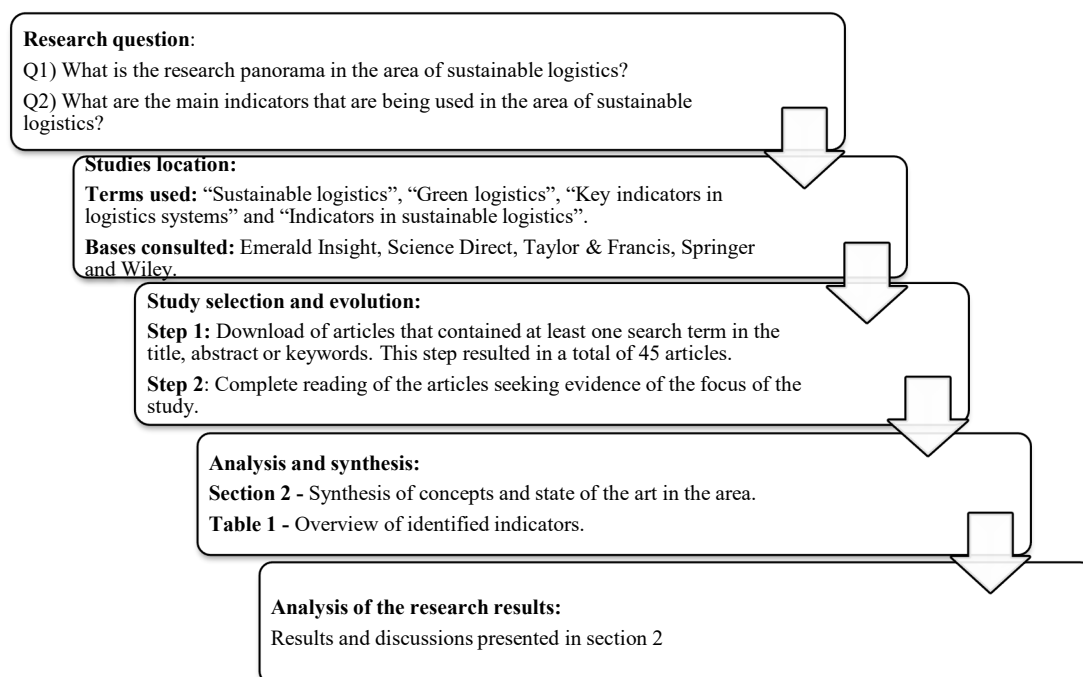 Research question:
Q1) What is the research panorama in the area of sustainable logistics?
Q2) What are the main indicators that are being used in the area of sustainable
logistics?
Studies location:
Terms used: “Sustainable logistics”, “Green logistics”, “Key indicators in
logistics systems” and “Indicators in sustainable logistics”.
Bases consulted: Emerald Insight, Science Direct, Taylor & Francis, Springer
and Wiley.
Study selection and evolution:
Step 1: Download of articles that contained at least one search term in the
title, abstract or keywords. This step resulted in a total of 45 articles.
Step 2: Complete reading of the articles seeking evidence of the focus of the
study.
Analysis and synthesis:
Section 2 - Synthesis of concepts and state of the art in the area.
Table 1 - Overview of identified indicators.
Analysis of the research results:
Results and discussions presented in section 2